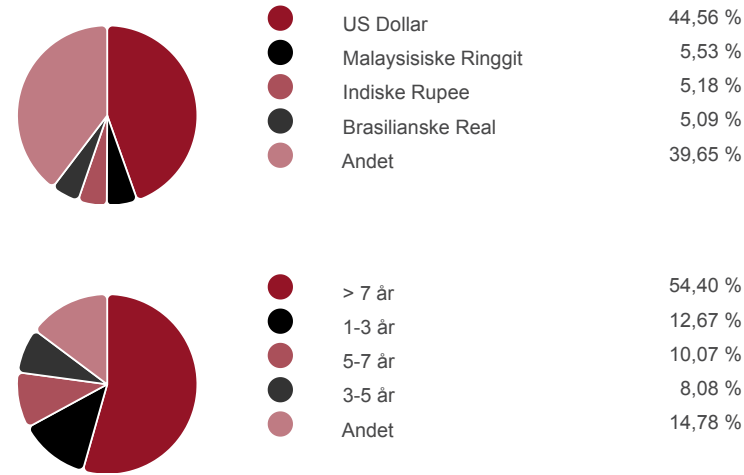 US Dollar 44,56 %
Malaysisiske Ringgit 5,53 %
Indiske Rupee 5,18 %
Brasilianske Real 5,09 %
Andet 39,65 %
> 7 år 54,40 %
1-3 år 12,67 %
5-7 år 10,07 %
3-5 år 8,08 %
Andet 14,78 %